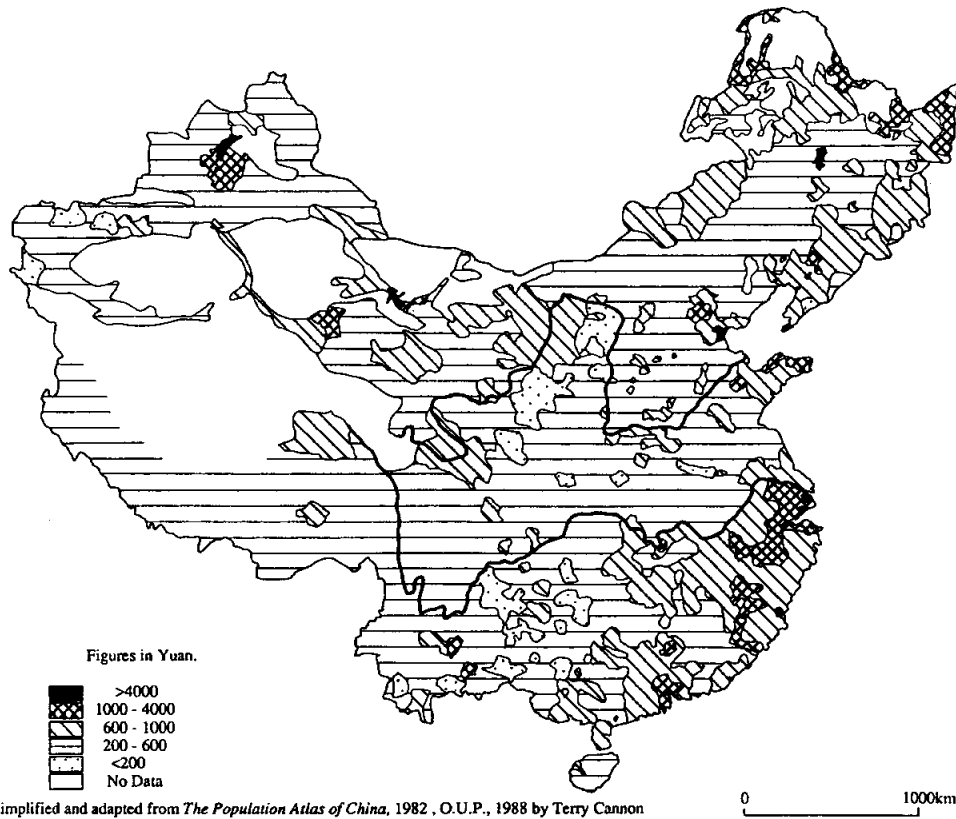 Figures in Yuan.
>4000
1000 - 4000
600 - 1000
200 - 600
<200
No Data
implified and adapted from The Population Atlas of China, 1982 , O.U.P., 1988 by Terry Cannon
0 1000km